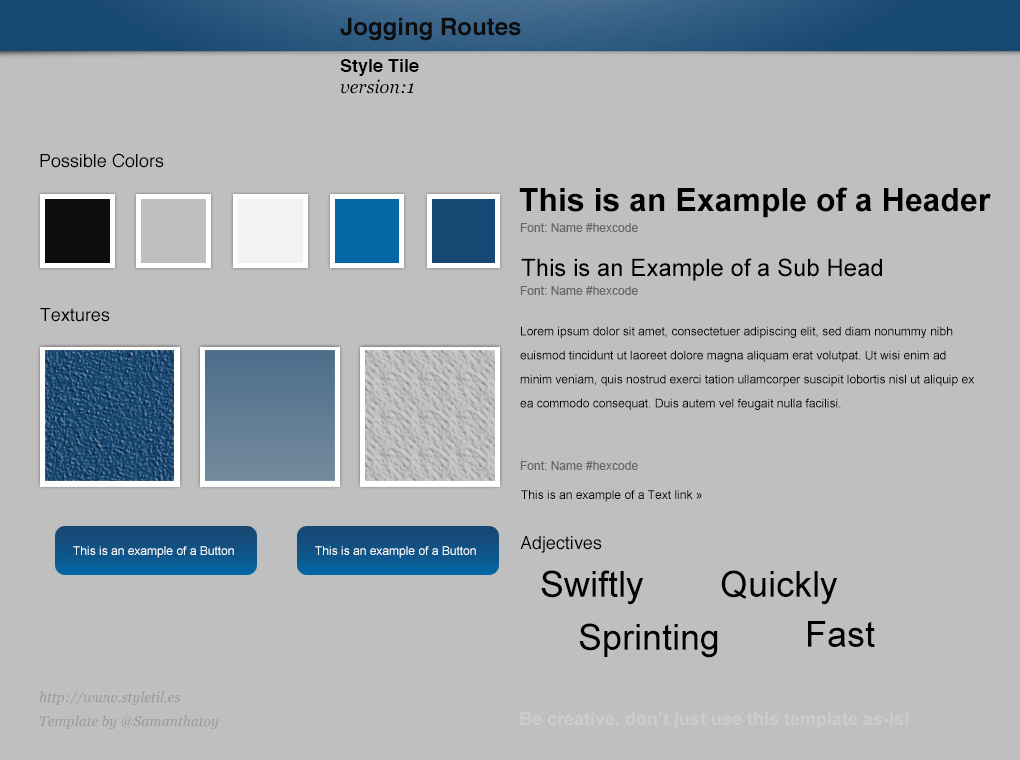 Jogging Routes
Style Tile
version:1
Possible Colors
Textures
This is an example of a Button
This is an example of a Button
http://www.styletil.es
Template by @Samanthatoy
This is an Example of a Header
Font: Name #hexcode
This is an Example of a Sub Head
Font: Name #hexcode
Lorem ipsum dolor sit amet, consectetuer adipiscing elit, sed diam nonummy nibh
euismod tincidunt ut laoreet dolore magna aliquam erat volutpat. Ut wisi enim ad
minim veniam, quis nostrud exerci tation ullamcorper suscipit lobortis nisl ut aliquip ex
ea commodo consequat. Duis autem vel feugait nulla facilisi.
Font: Name #hexcode
This is an example of a Text link »
Adjectives
Swiftly
Quickly
Sprinting
Fast
Be creative, don't just use this template as-is!